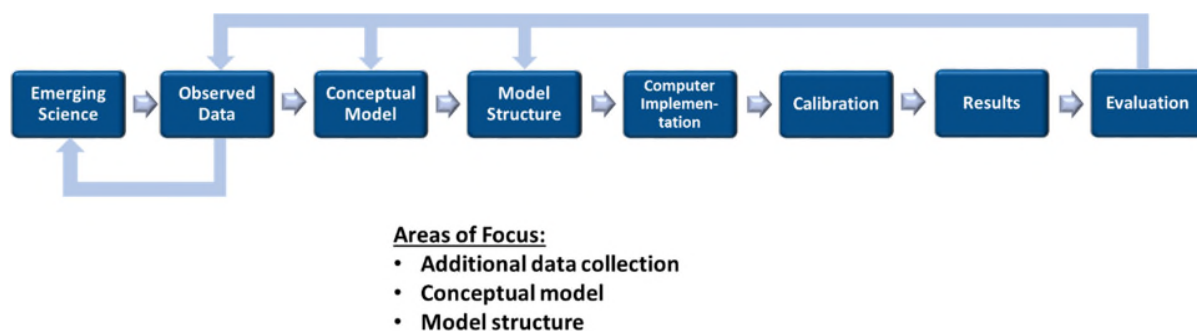 Emerging
Science
Observed
Data
Conceptual
Model
Model
Structure
Computer
Implemen-
tation
Calibration
Results
Evaluation
Areas of Focus:
• Additional data collection
• Conceptual model
• Model structure